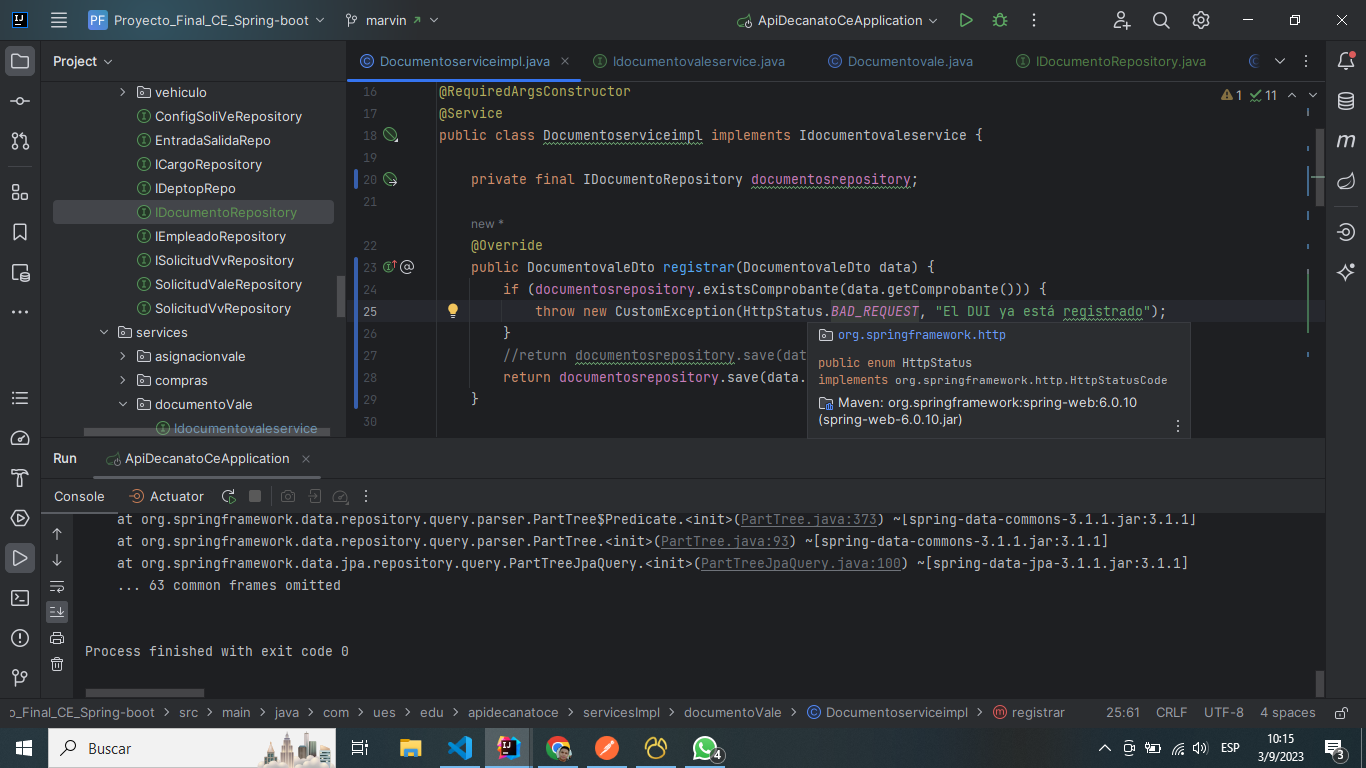 PF Proyecto_Final_CE_Spring-boot marvin ApiDecanatoCeApplication
Project
Documentoserviceimpl.java Idocumentovaleservice.java Documentovale.java IDocumentoRepository.java
vehiculo
ConfigSoliVeRepository
EntradaSalidaRepo
ICargoRepository
IDeptopRepo
IDocumentoRepository
IEmpleadoRepository
ISolicitudVvRepository
SolicitudValeRepository
SolicitudVvRepository
services
asignacionvale
compras
documentoVale
Idocumentovaleservice
1 11
16 @RequiredArgsConstructor
17 @Service
18 public class Documentoserviceimpl implements Idocumentovaleservice {
19
20 private final IDocumentoRepository documentosrepository;
21
new *
22 @Override
23 public DocumentovaleDto registrar(DocumentovaleDto data) {
24 if (documentosrepository.existsComprobante(data.getComprobante())) {
25 throw new CustomException(HttpStatus.BAD_REQUEST, "El DUI ya está registrado");
26 }
27 //return documentosrepository.save(dat
28 return documentosrepository.save(data.
29 }
30
org.springframework.http
public enum HttpStatus
implements org.springframework.http.HttpStatusCode
Maven: org.springframework:spring-web:6.0.10
(spring-web-6.0.10.jar)
Run ApiDecanatoCeApplication
Console Actuator
at org.springframework.data.repository.query.parser.PartTree$Predicate.<init>(PartTree.java:373) ~[spring-data-commons-3.1.1.jar:3.1.1]
at org.springframework.data.repository.query.parser.PartTree.<init>(PartTree.java:93) ~[spring-data-commons-3.1.1.jar:3.1.1]
at org.springframework.data.jpa.repository.query.PartTreeJpaQuery.<init>(PartTreeJpaQuery.java:100) ~[spring-data-jpa-3.1.1.jar:3.1.1]
... 63 common frames omitted
Process finished with exit code 0
o_Final_CE_Spring-boot src main java com ues edu apidecanatoce servicesImpl documentoVale Documentoserviceimpl registrar 25:61 CRLF UTF-8 4 spaces
Buscar
4
ESP
10:15
3/9/2023
3